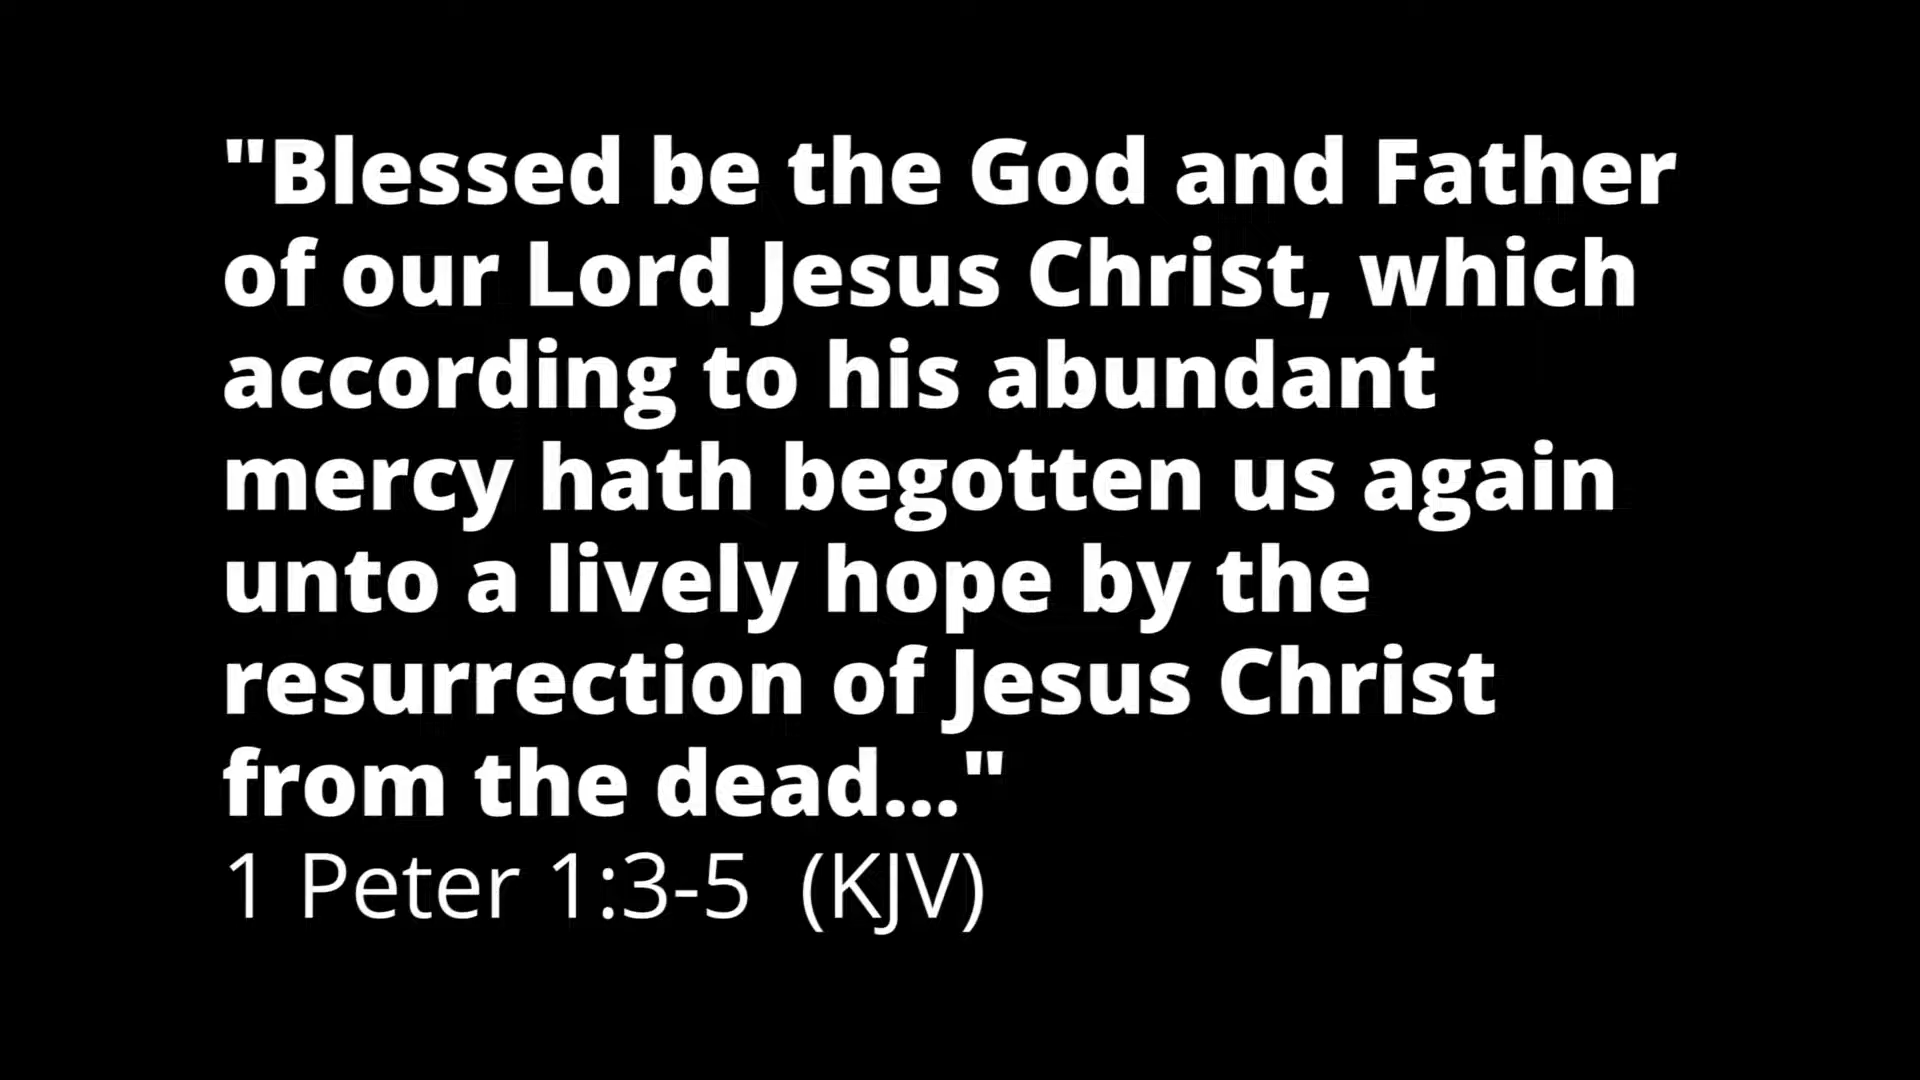 "Blessed be the God and Father
of our Lord Jesus Christ, which
according to his abundant
mercy hath begotten us again
unto a lively hope by the
resurrection of Jesus Christ
from the dead..."
1 Peter 1:3-5  (KJV)